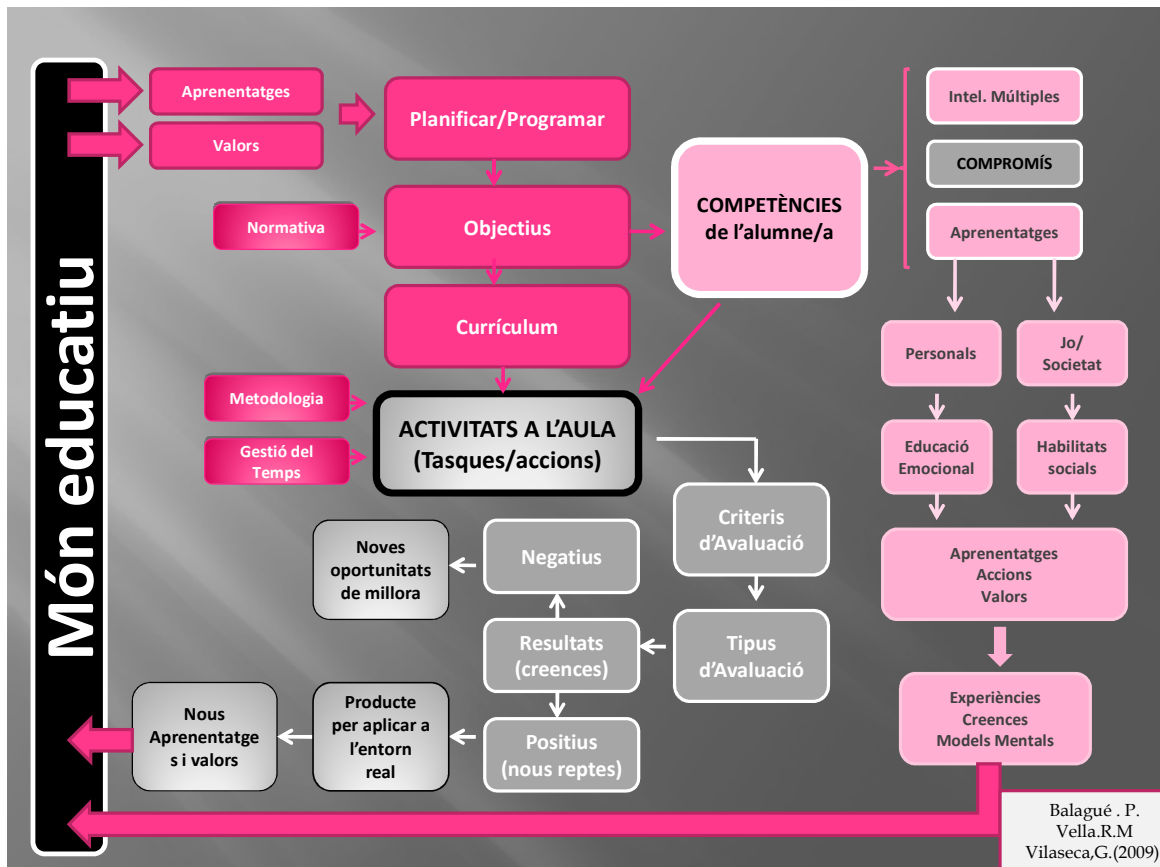 Món educatiu
Aprenentatges
Valors
Planificar/Programar
Normativa
Objectius
Currículum
Metodologia
Gestió del
Temps
ACTIVITATS A L’AULA
(Tasques/accions)
COMPETÈNCIES
de l’alumne/a
Intel. Múltiples
COMPROMÍS
Aprenentatges
Personals
Jo/
Societat
Educació
Emocional
Habilitats
socials
Aprenentatges
Accions
Valors
Experiències
Creences
Models Mentals
Criteris
d’Avaluació
Tipus
d’Avaluació
Resultats
(creences)
Negatius
Noves
oportunitats
de millora
Positius
(nous reptes)
Producte
per aplicar a
l’entorn
real
Nous
Aprenentatge
s i valors
Balagué . P.
Vella.R.M
Vilaseca,G.(2009)